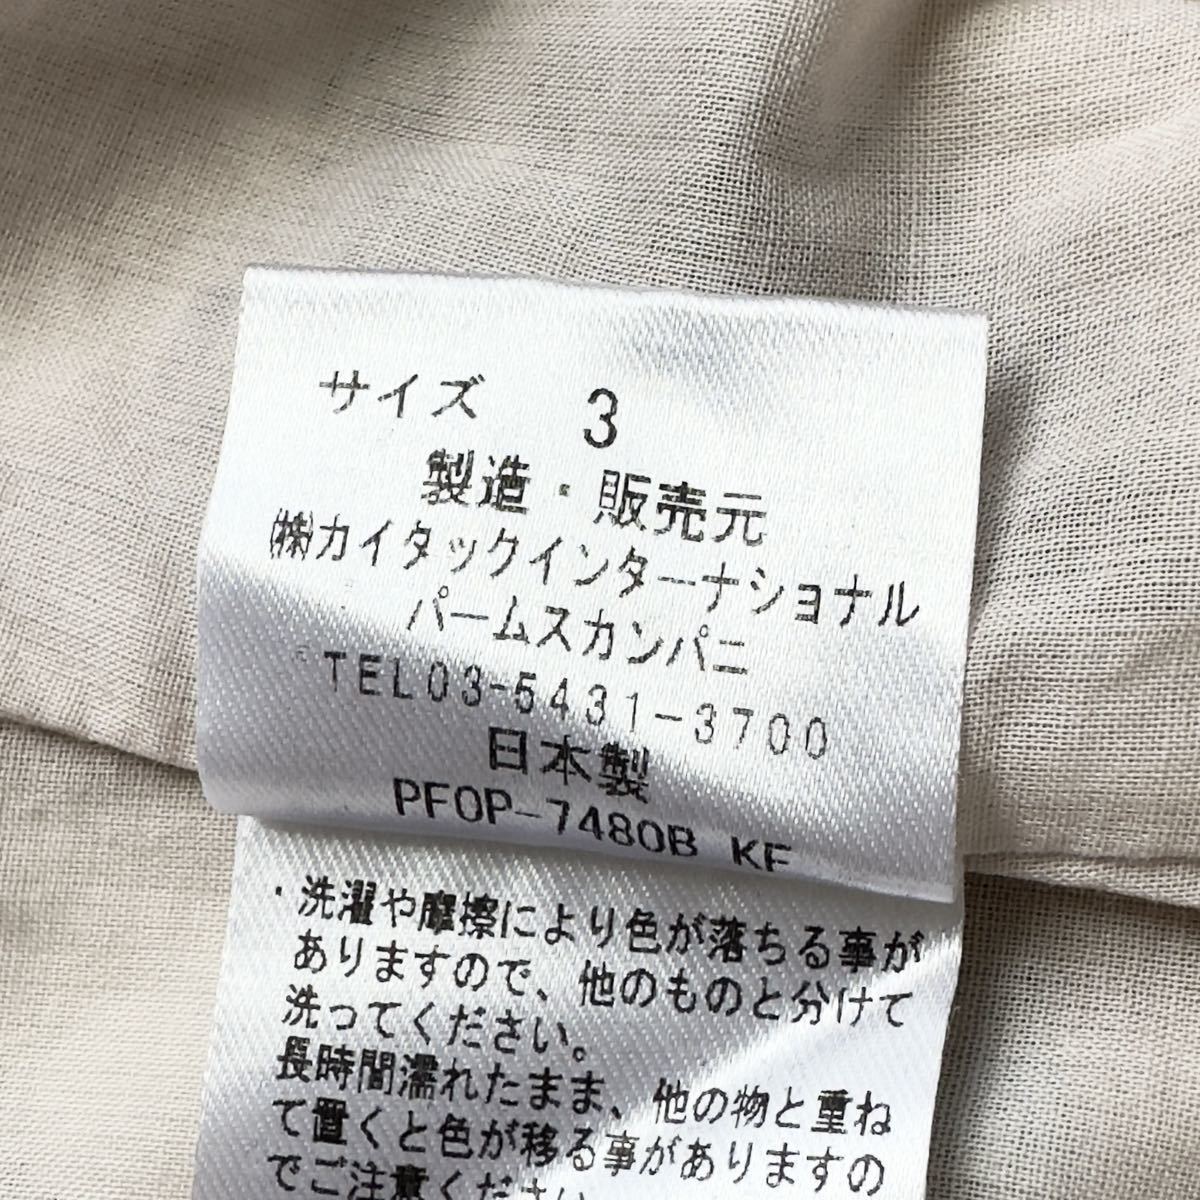 サイズ 3
製造・販売元
㈱カイタックインターナショナル
パームスカンパニ
TEL03-5431-3700
日本製
PFOP-7480B KF
・洗濯や摩擦により色が落ちる事が
ありますので、他のものと分けて
洗ってください。
長時間濡れたまま、他の物と重ね
て置くと色が移る事がありますの
でご注意ください